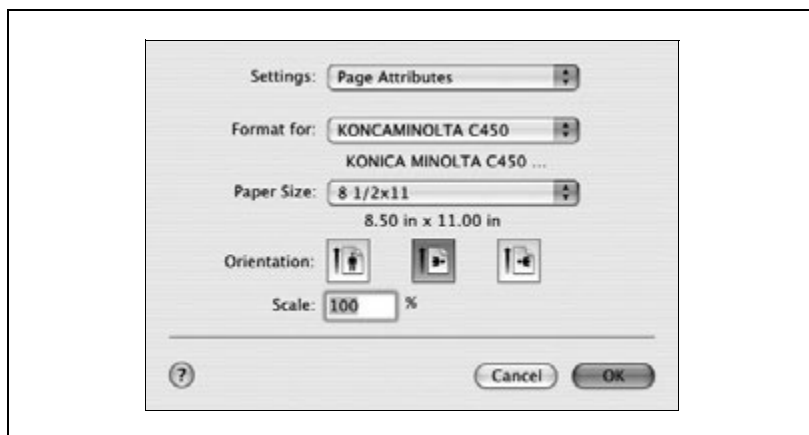 Settings: Page Attributes
Format for: KONCAMINOLTA C450
KONICA MINOLTA C450 ...
Paper Size: 8 1/2x11
8.50 in x 11.00 in
Orientation:
Scale: 100 %
? Cancel OK